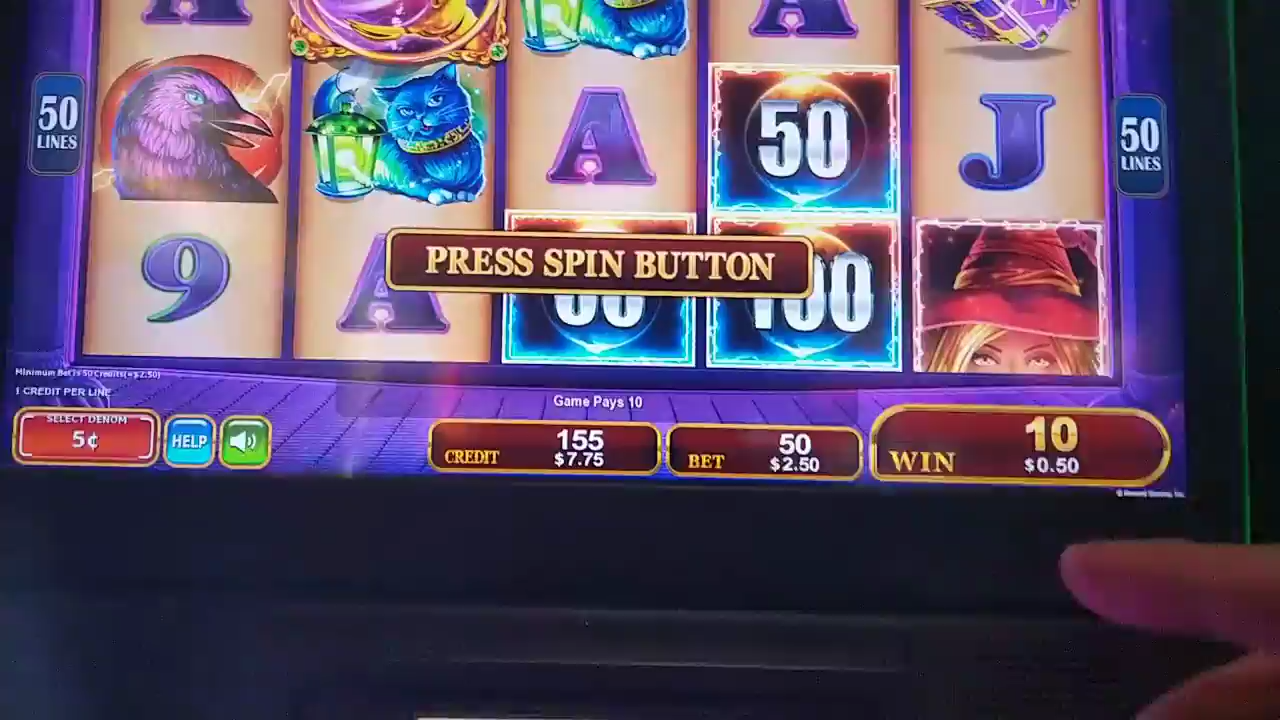 A
A
50
LINES
A
50
J
50
LINES
9
A
PRESS SPIN BUTTON
100
Minimum Bet is 50 Credits(=$2.50)
1 CREDIT PER LINE
Game Pays 10
SELECT DENOM
5¢
HELP
CREDIT
155
$7.75
BET
50
$2.50
WIN
10
$0.50